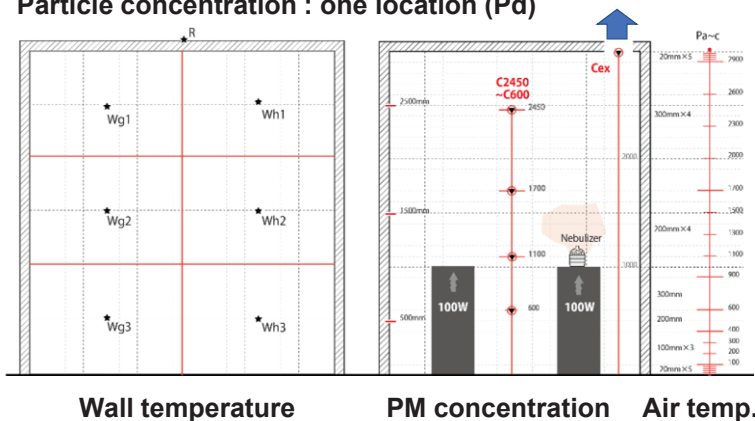 Particle concentration : one location (Pd)
R
Wg1
Wh1
Wg2
Wh2
Wg3
Wh3
Wall temperature
Cex
C2450
~C600
2450
2500mm
2000
1700
1500mm
Nebulizer
1100
1000
100W
100W
600
500mm
PM concentration
Pa~c
20mm×5
2900
2600
300mm×4
2300
2000
1700
1500
200mm×4
1300
1100
900
300mm
600
200mm
400
300
100mm×3
200
100
20mm×5
Air temp.